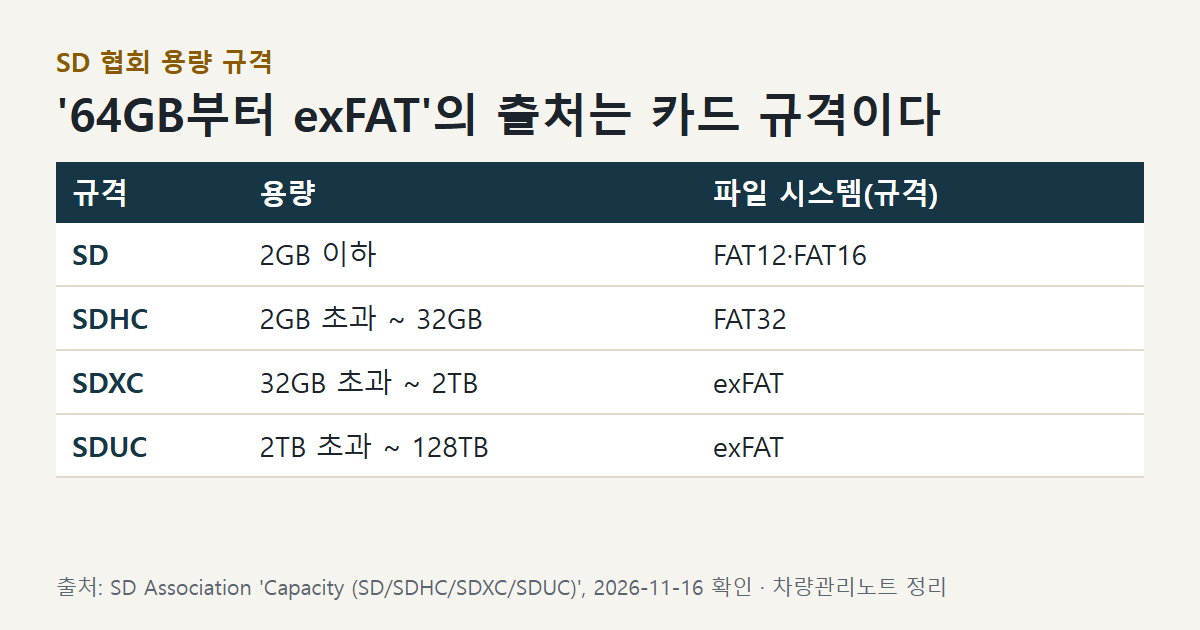 SD 협회 용량 규격
'64GB부터 exFAT'의 출처는 카드 규격이다
규격 용량 파일 시스템(규격)
SD 2GB 이하 FAT12·FAT16
SDHC 2GB 초과 ~ 32GB FAT32
SDXC 32GB 초과 ~ 2TB exFAT
SDUC 2TB 초과 ~ 128TB exFAT
출처: SD Association 'Capacity (SD/SDHC/SDXC/SDUC)', 2026-11-16 확인 · 차량관리노트 정리